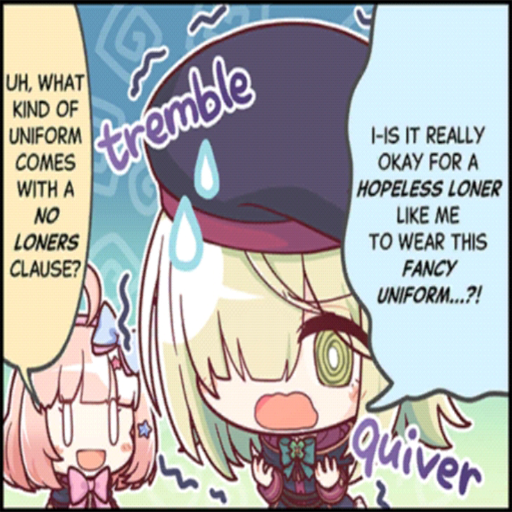 UH, WHAT
KIND OF
UNIFORM
COMES
WITH A
NO
LONERS
CLAUSE?
tremble
I-IS IT REALLY
OKAY FOR A
HOPELESS LONER
LIKE ME
TO WEAR THIS
FANCY
UNIFORM...?!
quiver